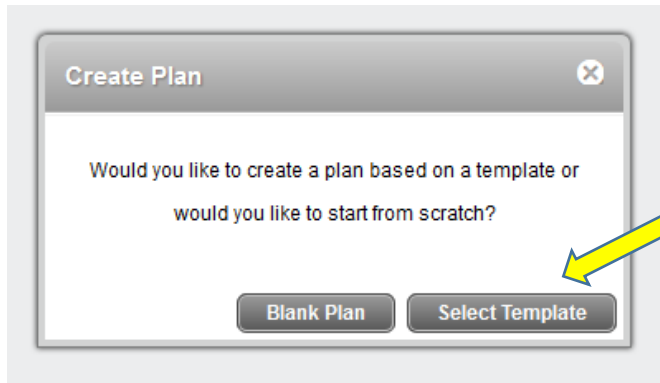 Create Plan
Would you like to create a plan based on a template or
would you like to start from scratch?
Blank Plan Select Template